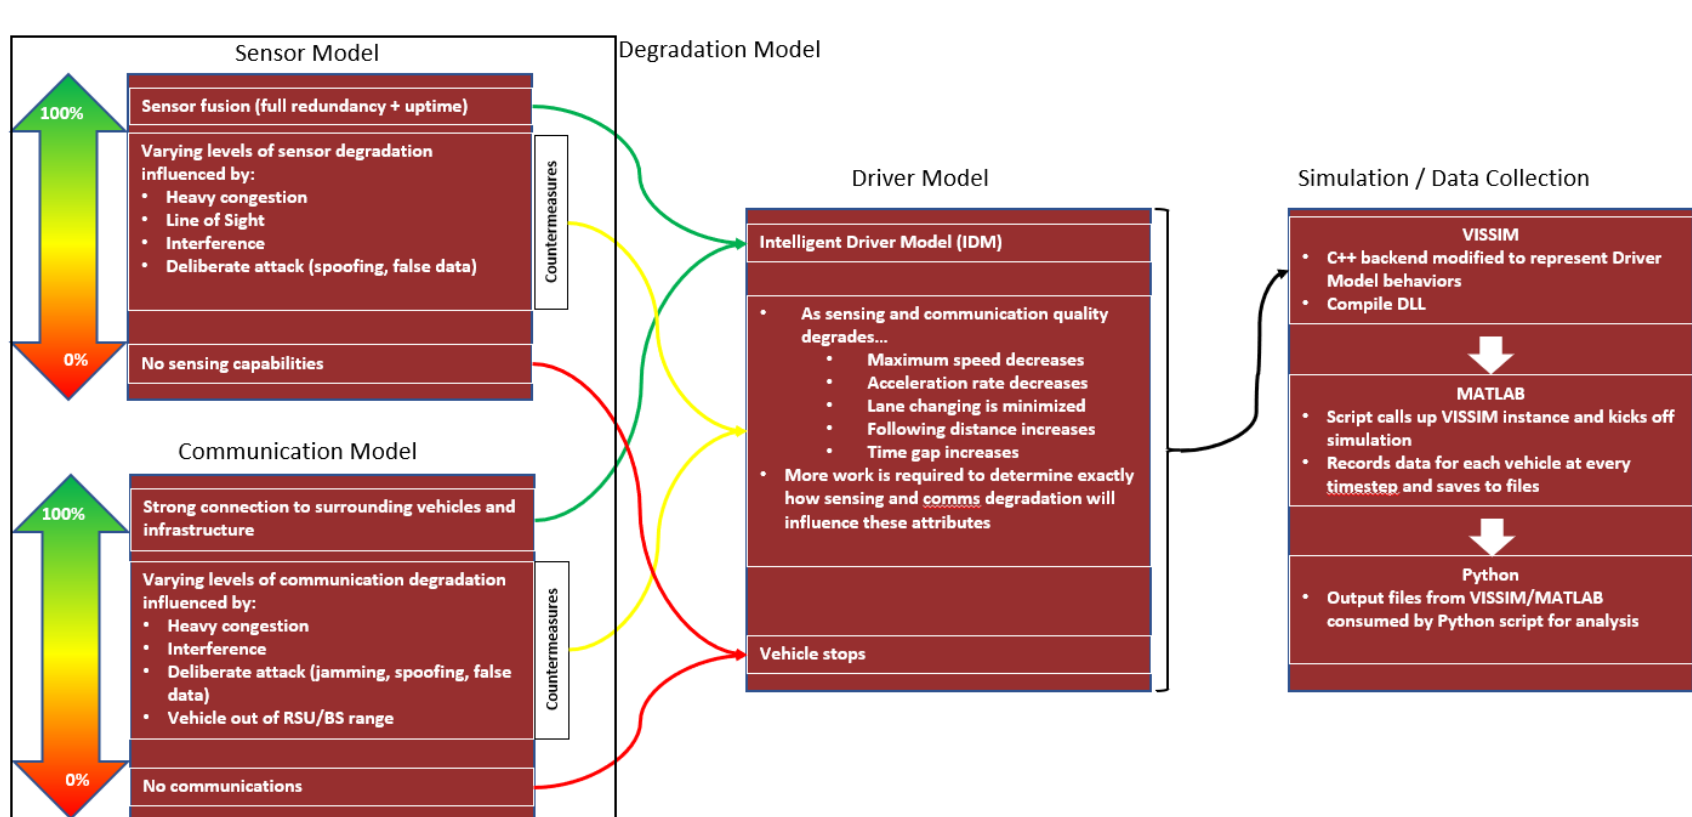 Sensor Model
Degradation Model
100%
Sensor fusion (full redundancy + uptime)
Varying levels of sensor degradation
influenced by:
• Heavy congestion
• Line of Sight
• Interference
• Deliberate attack (spoofing, false data)
Countermeasures
0%
No sensing capabilities
Communication Model
100%
Strong connection to surrounding vehicles and
infrastructure
Varying levels of communication degradation
influenced by:
• Heavy congestion
• Interference
• Deliberate attack (jamming, spoofing, false
data)
• Vehicle out of RSU/BS range
Countermeasures
0%
No communications
Driver Model
Intelligent Driver Model (IDM)
• As sensing and communication quality
degrades...
• Maximum speed decreases
• Acceleration rate decreases
• Lane changing is minimized
• Following distance increases
• Time gap increases
• More work is required to determine exactly
how sensing and comms degradation will
influence these attributes
Vehicle stops
Simulation / Data Collection
VISSIM
• C++ backend modified to represent Driver
Model behaviors
• Compile DLL
MATLAB
• Script calls up VISSIM instance and kicks off
simulation
• Records data for each vehicle at every
timestep and saves to files
Python
• Output files from VISSIM/MATLAB
consumed by Python script for analysis